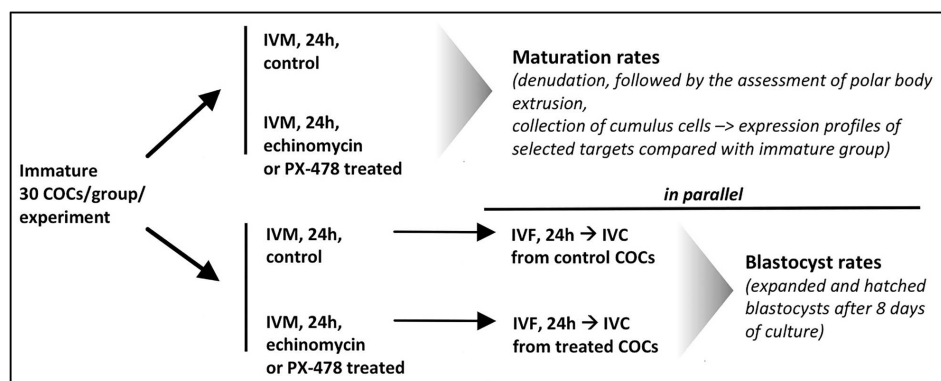 Immature
30 COCs/group/
experiment
IVM, 24h,
control
IVM, 24h,
echinomycin
or PX-478 treated
Maturation rates
(denudation, followed by the assessment of polar body
extrusion,
collection of cumulus cells –> expression profiles of
selected targets compared with immature group)
in parallel
IVM, 24h,
control
IVF, 24h → IVC
from control COCs
IVM, 24h,
echinomycin
or PX-478 treated
IVF, 24h → IVC
from treated COCs
Blastocyst rates
(expanded and hatched
blastocysts after 8 days
of culture)